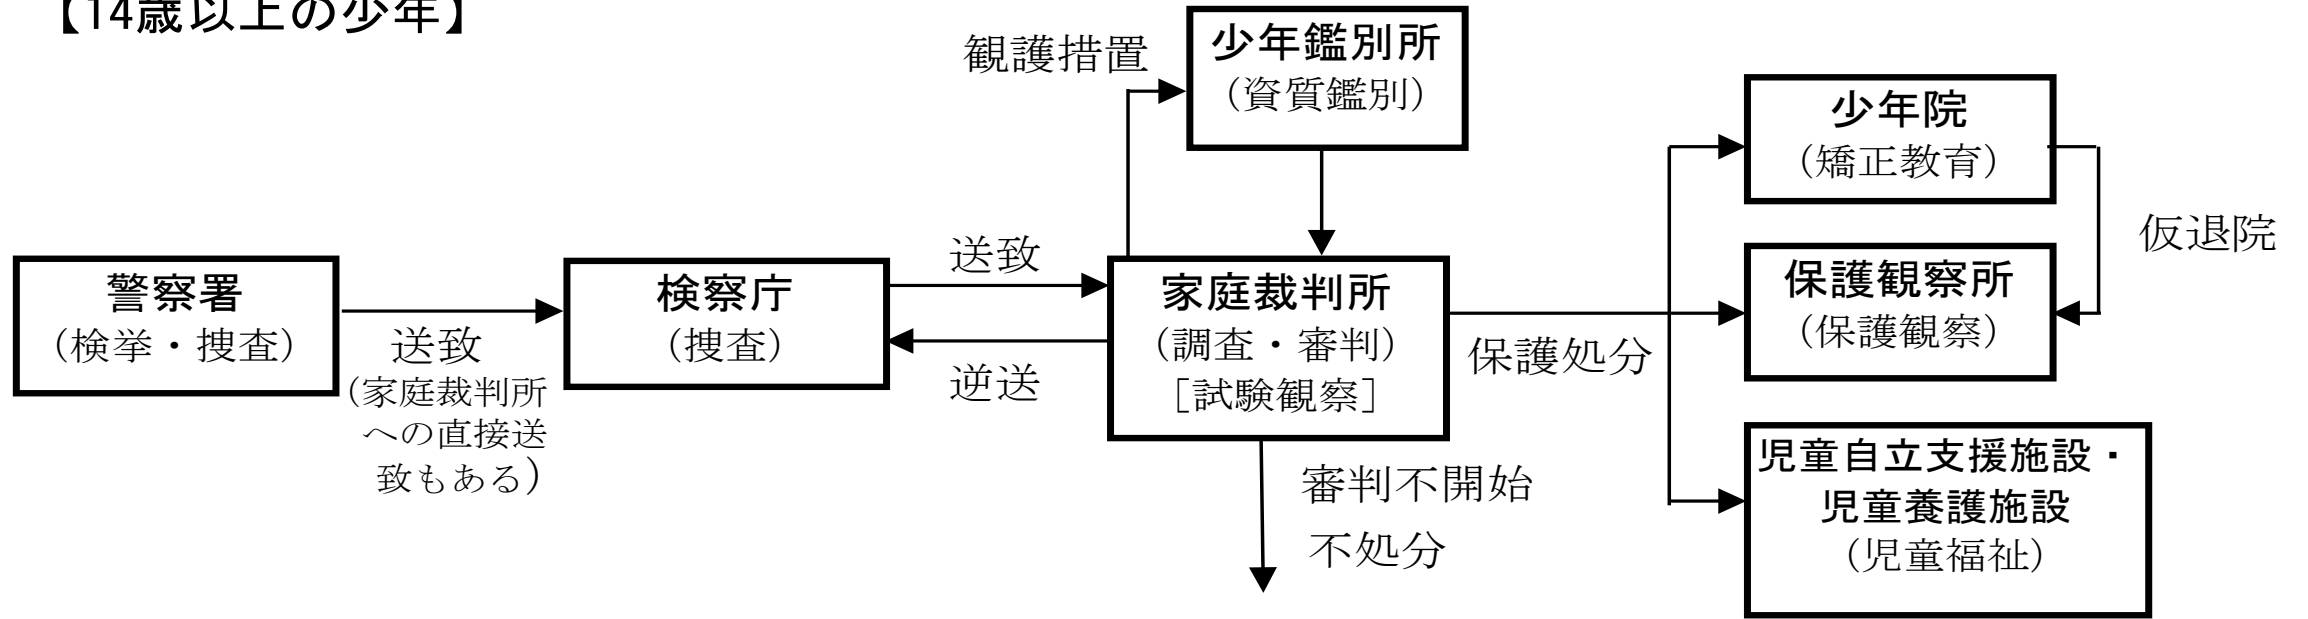 【14歳以上の少年】
観護措置
少年鑑別所
（資質鑑別）
少年院
（矯正教育）
仮退院
警察署
（検挙・捜査）
送致
（家庭裁判所
への直接送
致もある）
検察庁
（捜査）
送致
逆送
家庭裁判所
（調査・審判）
［試験観察］
保護処分
保護観察所
（保護観察）
審判不開始
不処分
児童自立支援施設・
児童養護施設
（児童福祉）